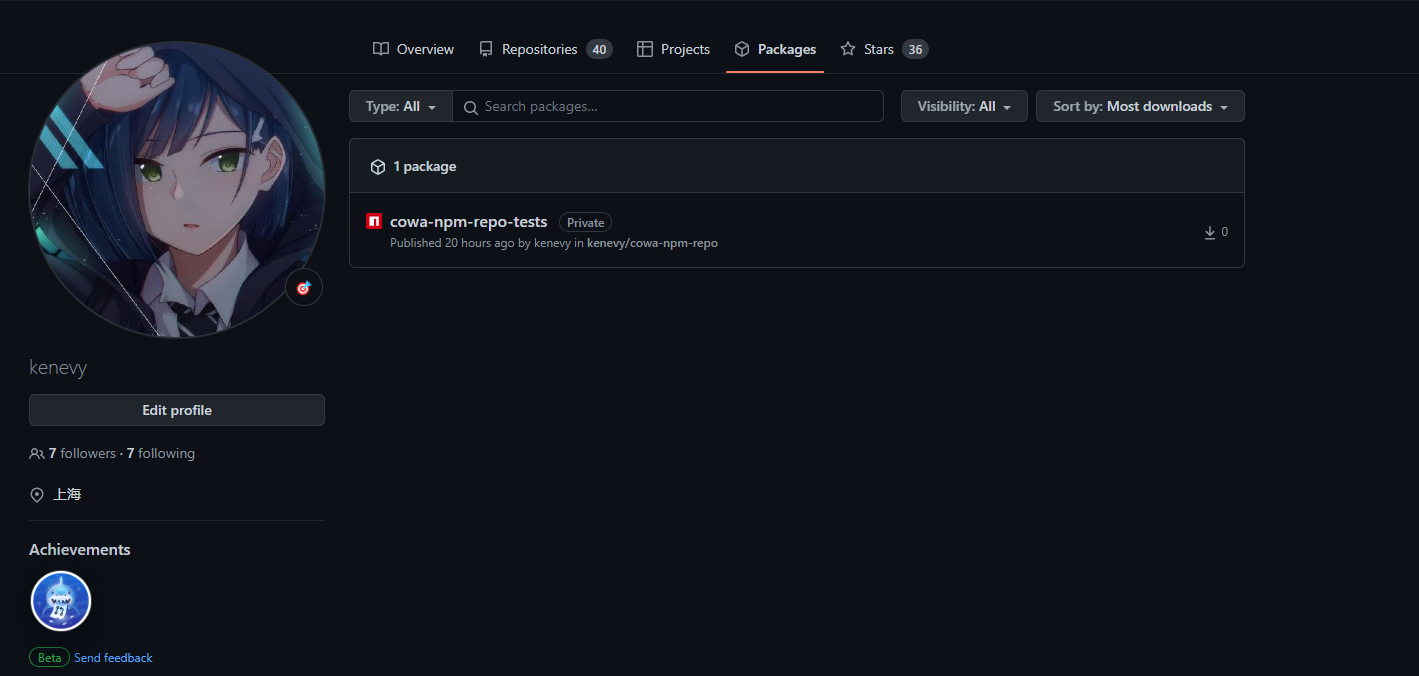 Overview Repositories 40 Projects Packages Stars 36
Type: All Search packages... Visibility: All Sort by: Most downloads
1 package
cowa-npm-repo-tests Private
Published 20 hours ago by kenevy in kenevy/cowa-npm-repo
0
kenevy
Edit profile
7 followers · 7 following
上海
Achievements
Beta Send feedback